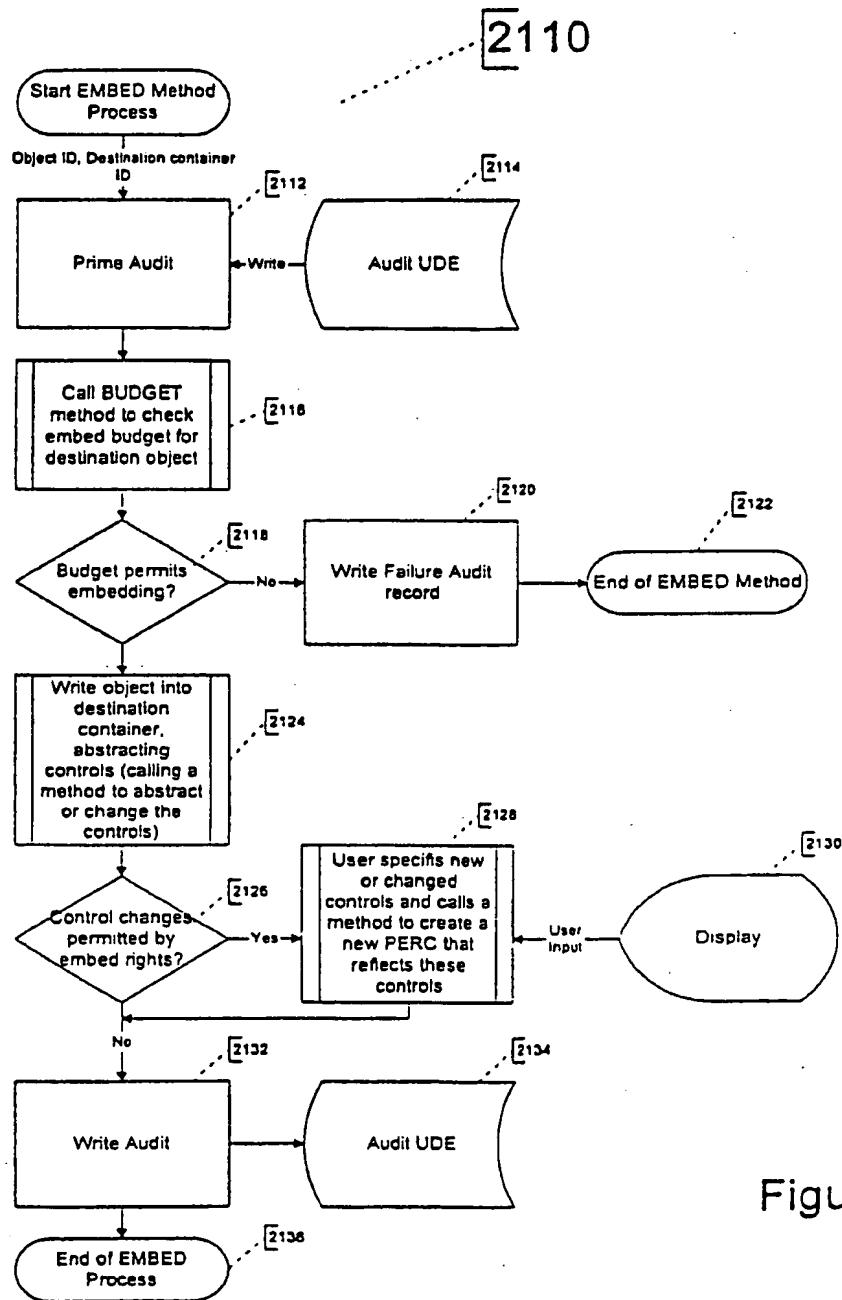 2110
Start EMBED Method
Process
Object ID, Destination container
ID
2112
2114
Prime Audit
Write
Audit UDE
Call BUDGET
method to check
embed budget for
destination object
2116
2118
2120
2122
Budget permits
embedding?
No
Write Failure Audit
record
End of EMBED Method
Write object into
destination
container,
abstracting
controls (calling a
method to abstract
or change the
controls)
2124
2126
2128
2130
Control changes
permitted by
embed rights?
Yes
User specifis new
or changed
controls and calls a
method to create a
new PERC that
reflects these
controls
User
Input
Display
No
2132
2134
Write Audit
Audit UDE
Figu
End of EMBED
Process
2136